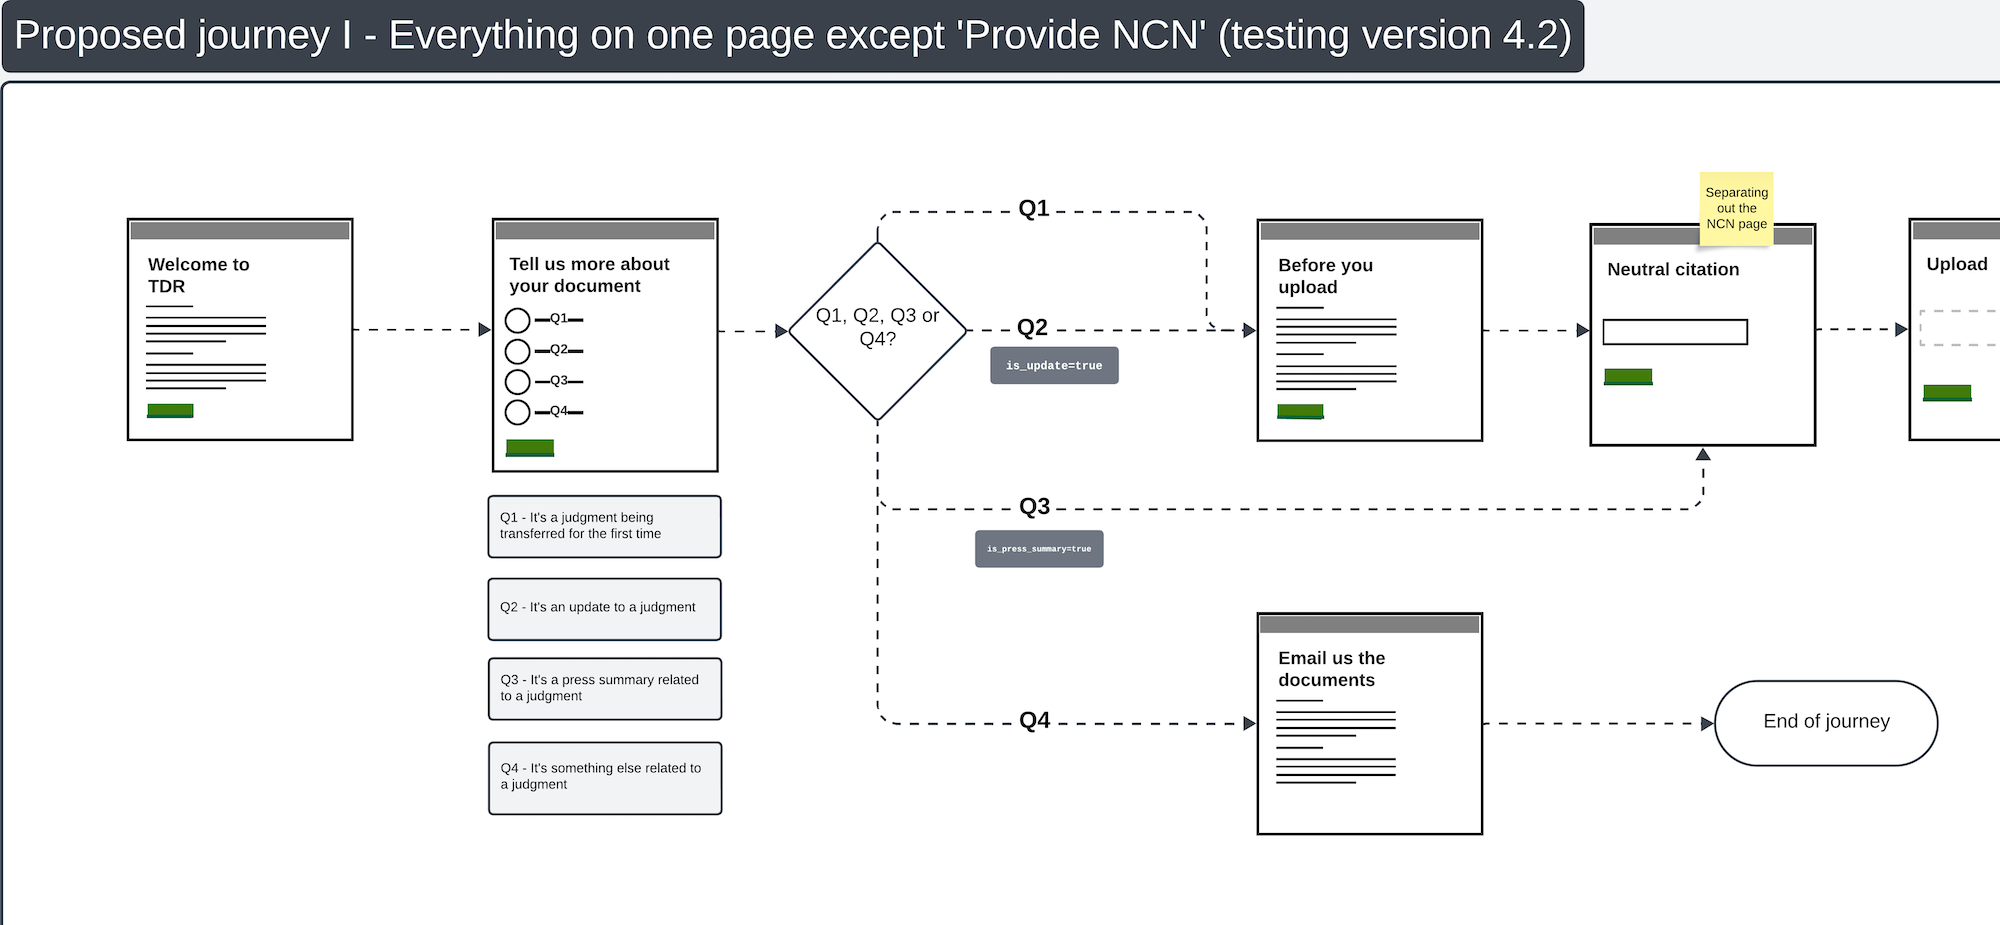 Proposed journey I - Everything on one page except 'Provide NCN' (testing version 4.2)
Welcome to
TDR
Tell us more about
your document
Q1
Q2
Q3
Q4
Q1 - It's a judgment being
transferred for the first time
Q2 - It's an update to a judgment
Q3 - It's a press summary related
to a judgment
Q4 - It's something else related to
a judgment
Q1, Q2, Q3 or
Q4?
Q1
Q2
is_update=true
Q3
is_press_summary=true
Q4
Before you
upload
Email us the
documents
Separating
out the
NCN page
Neutral citation
Upload
End of journey